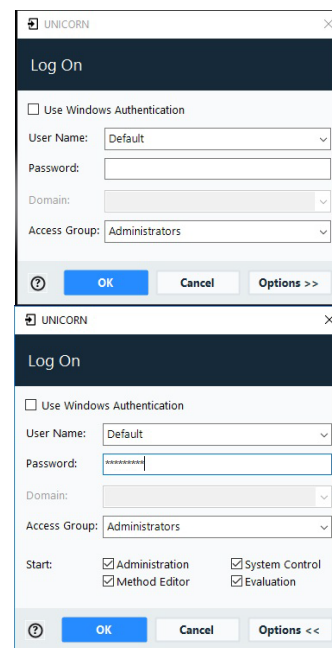 UNICORN
Log On
Use Windows Authentication
User Name: Default
Password:
Domain:
Access Group: Administrators
OK Cancel Options >>
UNICORN
Log On
Use Windows Authentication
User Name: Default
Password: *********
Domain:
Access Group: Administrators
Start: Administration System Control
Method Editor Evaluation
OK Cancel Options <<